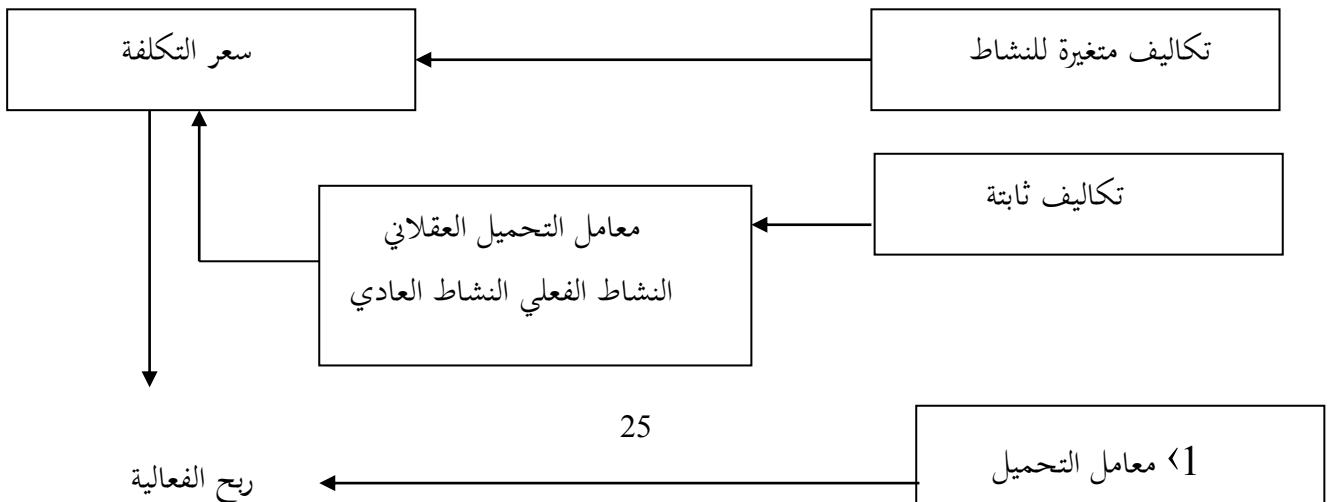 تكاليف متغيرة للنشاط
سعر التكلفة
تكاليف ثابتة
معامل التحميل العقلاني
النشاط الفعلي النشاط العادي
25
1› معامل التحميل
ربح الفعالية